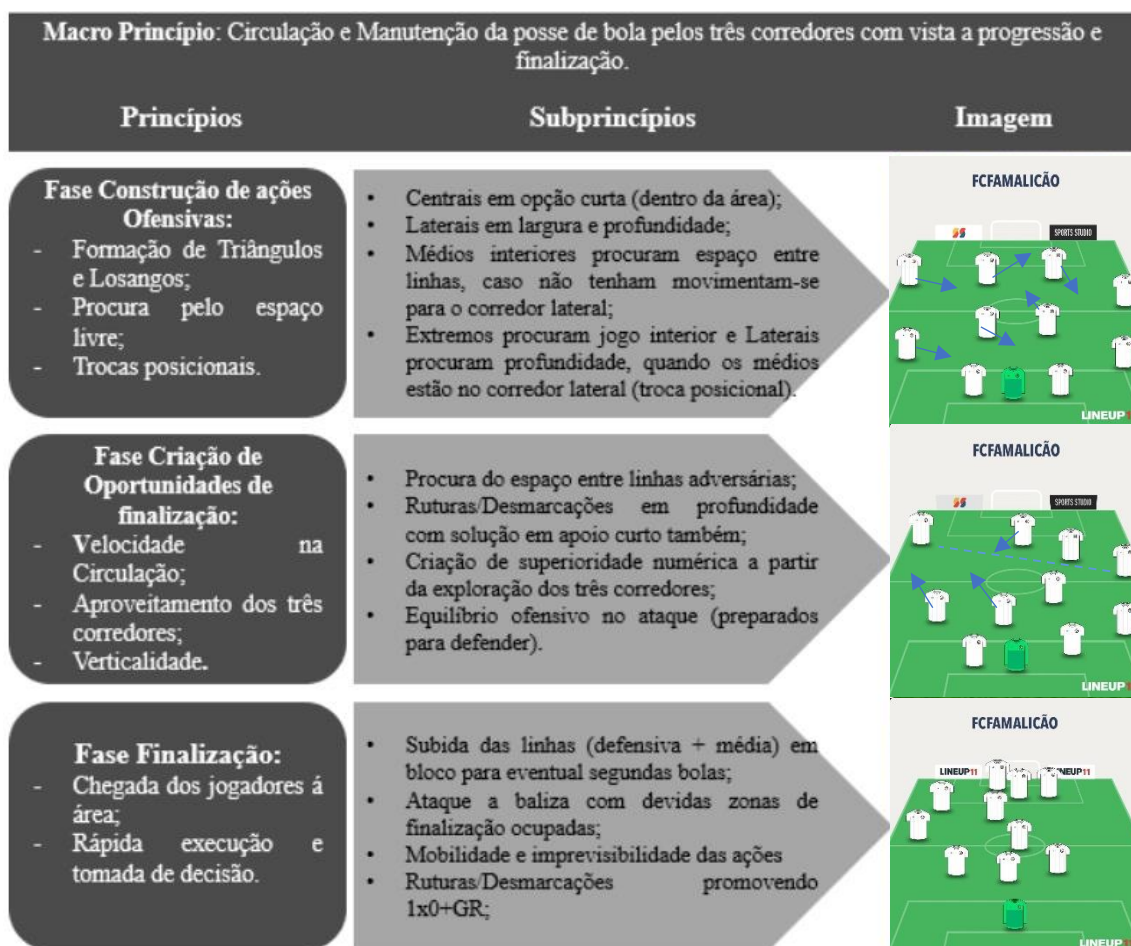 Macro Princípio: Circulação e Manutenção da posse de bola pelos três corredores com vista a progressão e
finalização.
Princípios
Subprincípios
Imagem
Fase Construção de ações
Ofensivas:
- Formação de Triângulos
e Losangos;
- Procura pelo espaço
livre;
- Trocas posicionais.
• Centrais em opção curta (dentro da área);
• Laterais em largura e profundidade;
• Médios interiores procuram espaço entre
linhas, caso não tenham movimentam-se
para o corredor lateral;
• Extremos procuram jogo interior e Laterais
procuram profundidade, quando os médios
estão no corredor lateral (troca posicional).
FCFAMALICÃO
SPORTS STUDIO
LINEUP11
Fase Criação de
Oportunidades de
finalização:
- Velocidade na
Circulação;
- Aproveitamento dos três
corredores;
- Verticalidade.
• Procura do espaço entre linhas adversárias;
• Ruturas/Desmarcações em profundidade
com solução em apoio curto também;
• Criação de superioridade numérica a partir
da exploração dos três corredores;
• Equilíbrio ofensivo no ataque (preparados
para defender).
FCFAMALICÃO
SPORTS STUDIO
LINEUP11
Fase Finalização:
- Chegada dos jogadores á
área;
- Rápida execução e
tomada de decisão.
• Subida das linhas (defensiva + média) em
bloco para eventual segundas bolas;
• Ataque a baliza com devidas zonas de
finalização ocupadas;
• Mobilidade e imprevisibilidade das ações
• Ruturas/Desmarcações promovendo
1x0+GR;
FCFAMALICÃO
LINEUP11
NEUP11
LINEUP11